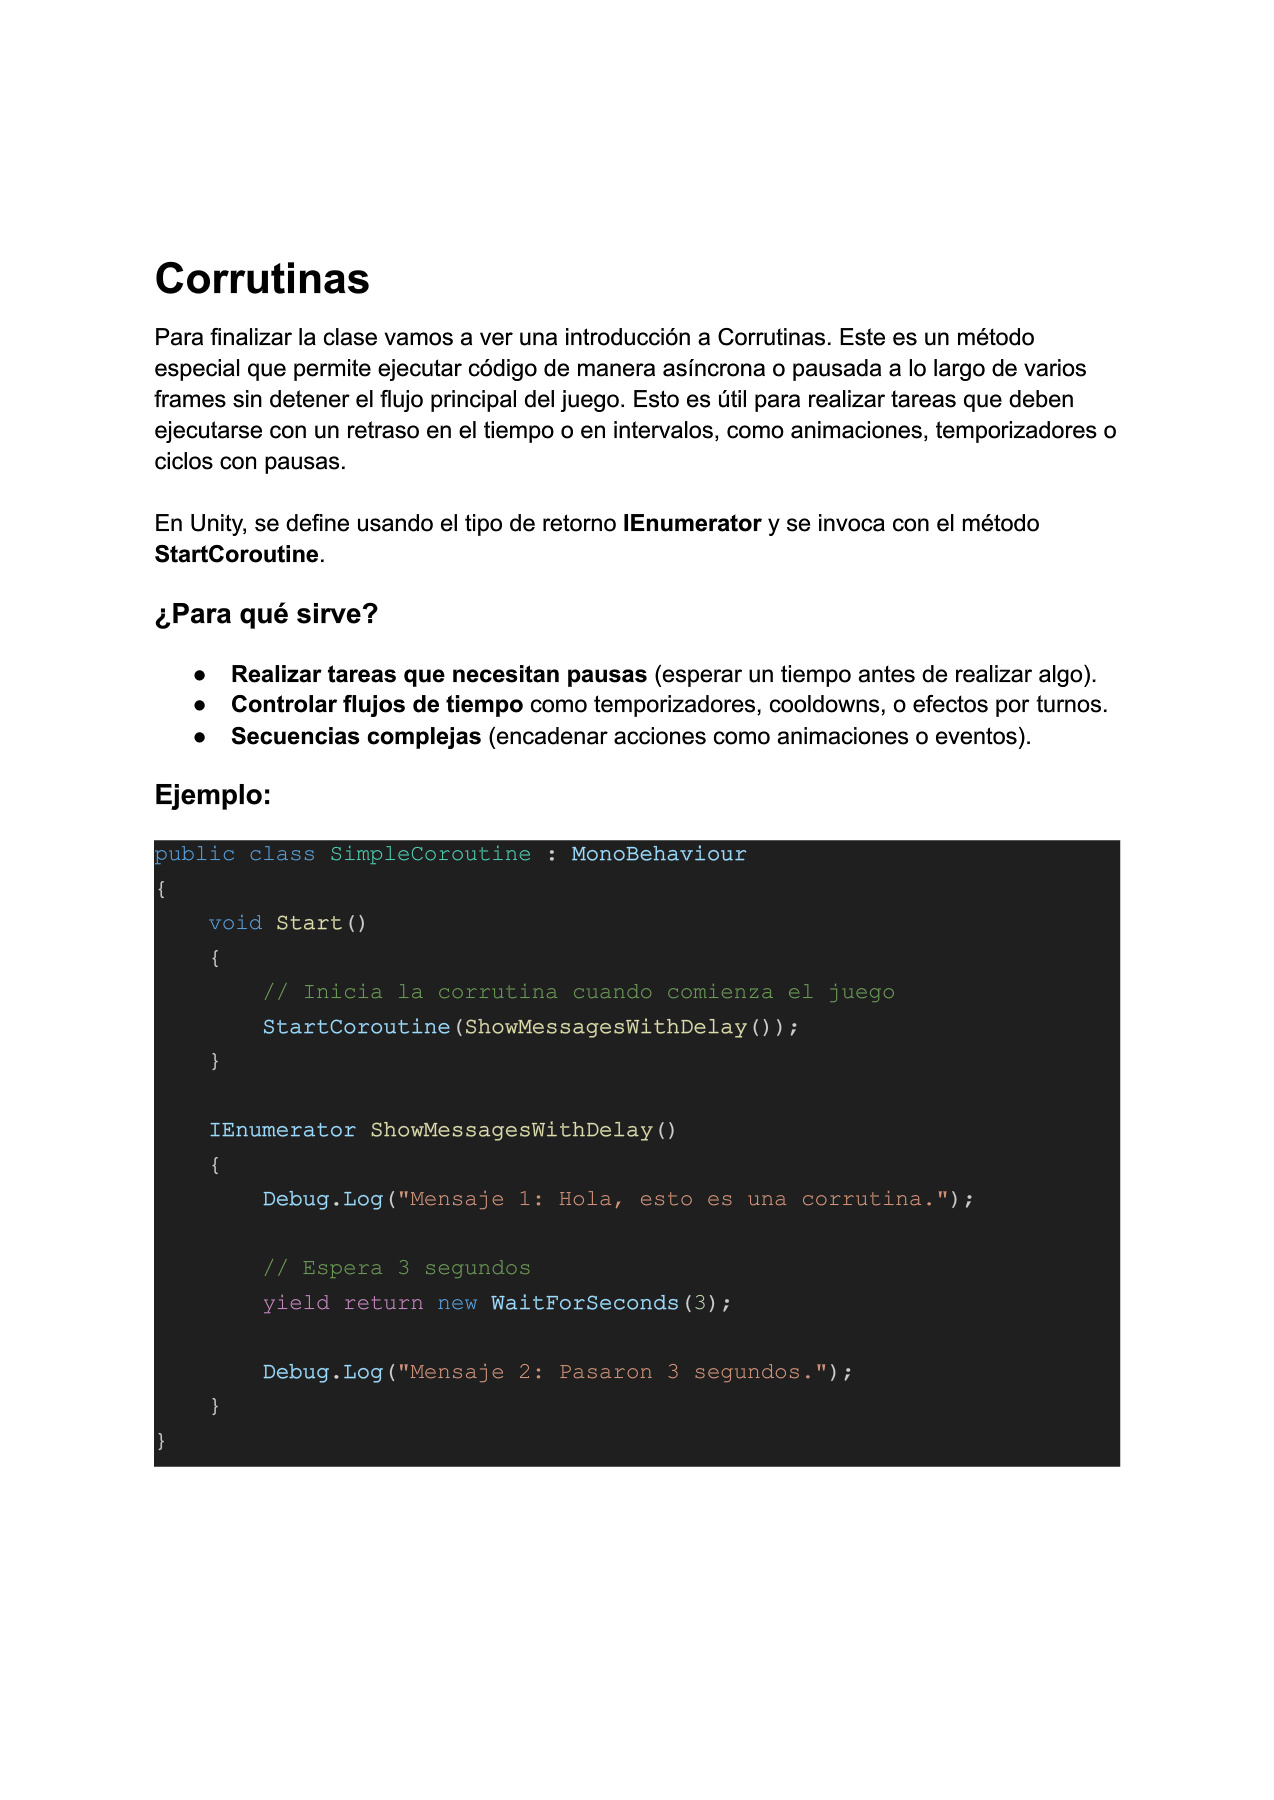 Corrutinas
Para finalizar la clase vamos a ver una introducción a Corrutinas. Este es un método
especial que permite ejecutar código de manera asíncrona o pausada a lo largo de varios
frames sin detener el flujo principal del juego. Esto es útil para realizar tareas que deben
ejecutarse con un retraso en el tiempo o en intervalos, como animaciones, temporizadores o
ciclos con pausas.
En Unity, se define usando el tipo de retorno IEnumerator y se invoca con el método
StartCoroutine.
¿Para qué sirve?
● Realizar tareas que necesitan pausas (esperar un tiempo antes de realizar algo).
● Controlar flujos de tiempo como temporizadores, cooldowns, o efectos por turnos.
● Secuencias complejas (encadenar acciones como animaciones o eventos).
Ejemplo:
public class SimpleCoroutine : MonoBehaviour
{
    void Start()
    {
        // Inicia la corrutina cuando comienza el juego
        StartCoroutine(ShowMessagesWithDelay());
    }
    IEnumerator ShowMessagesWithDelay()
    {
        Debug.Log("Mensaje 1: Hola, esto es una corrutina.");
        // Espera 3 segundos
        yield return new WaitForSeconds(3);
        Debug.Log("Mensaje 2: Pasaron 3 segundos.");
    }
}